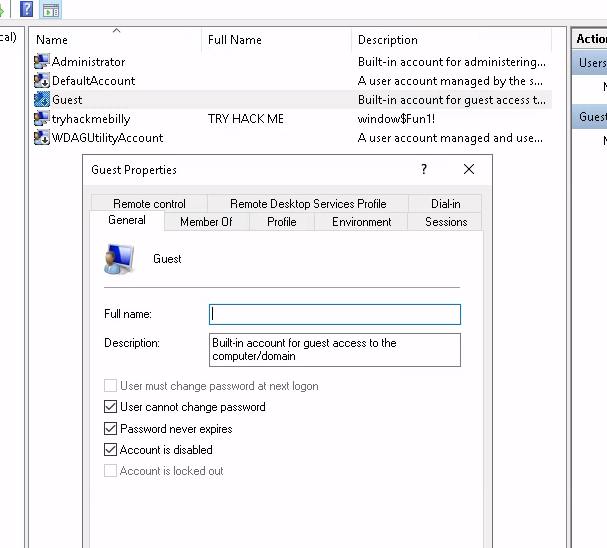 cal)
Name Full Name Description
Administrator Built-in account for administering...
DefaultAccount A user account managed by the s...
Guest Built-in account for guest access t...
tryhackmebilly TRY HACK ME window$Fun1!
WDAGUtilityAccount A user account managed and use...
Actio
Users
Guest
Guest Properties ? ×
Remote control Remote Desktop Services Profile Dial-in
General Member Of Profile Environment Sessions
Guest
Full name:
Description: Built-in account for guest access to the
computer/domain
User must change password at next logon
User cannot change password
Password never expires
Account is disabled
Account is locked out